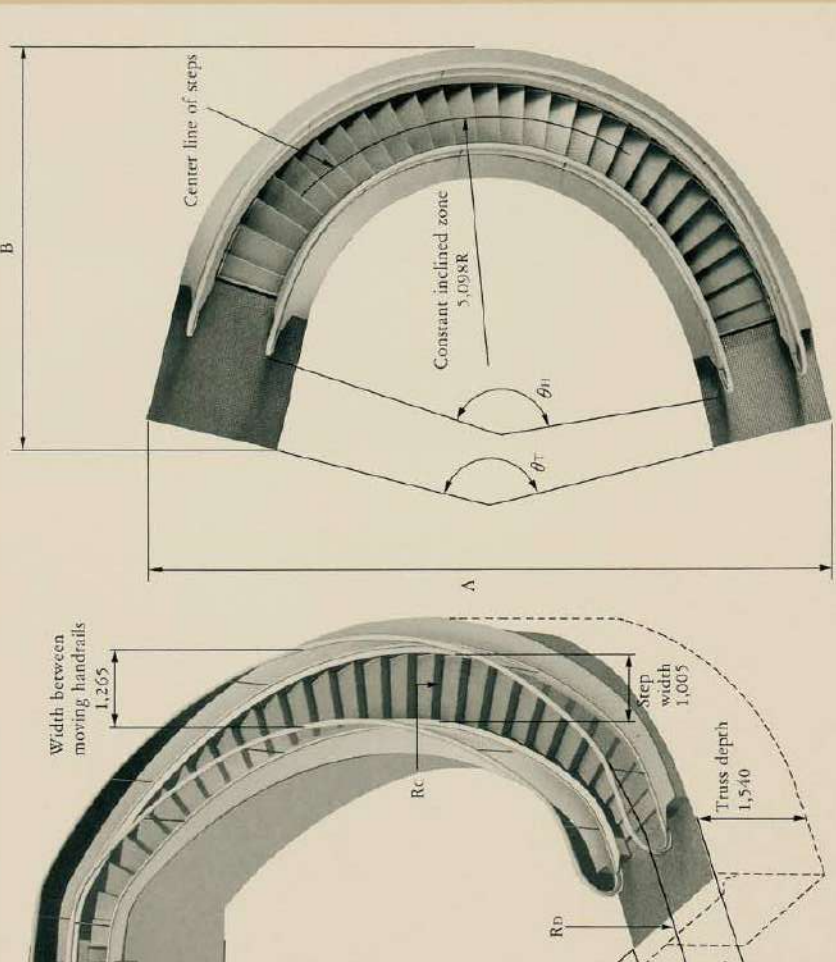 B
Center line of steps
Constant inclined zone
5,098R
θH
θT
A
Width between
moving handrails
1,265
RC
Step
width
1,005
Truss depth
1,540
RD